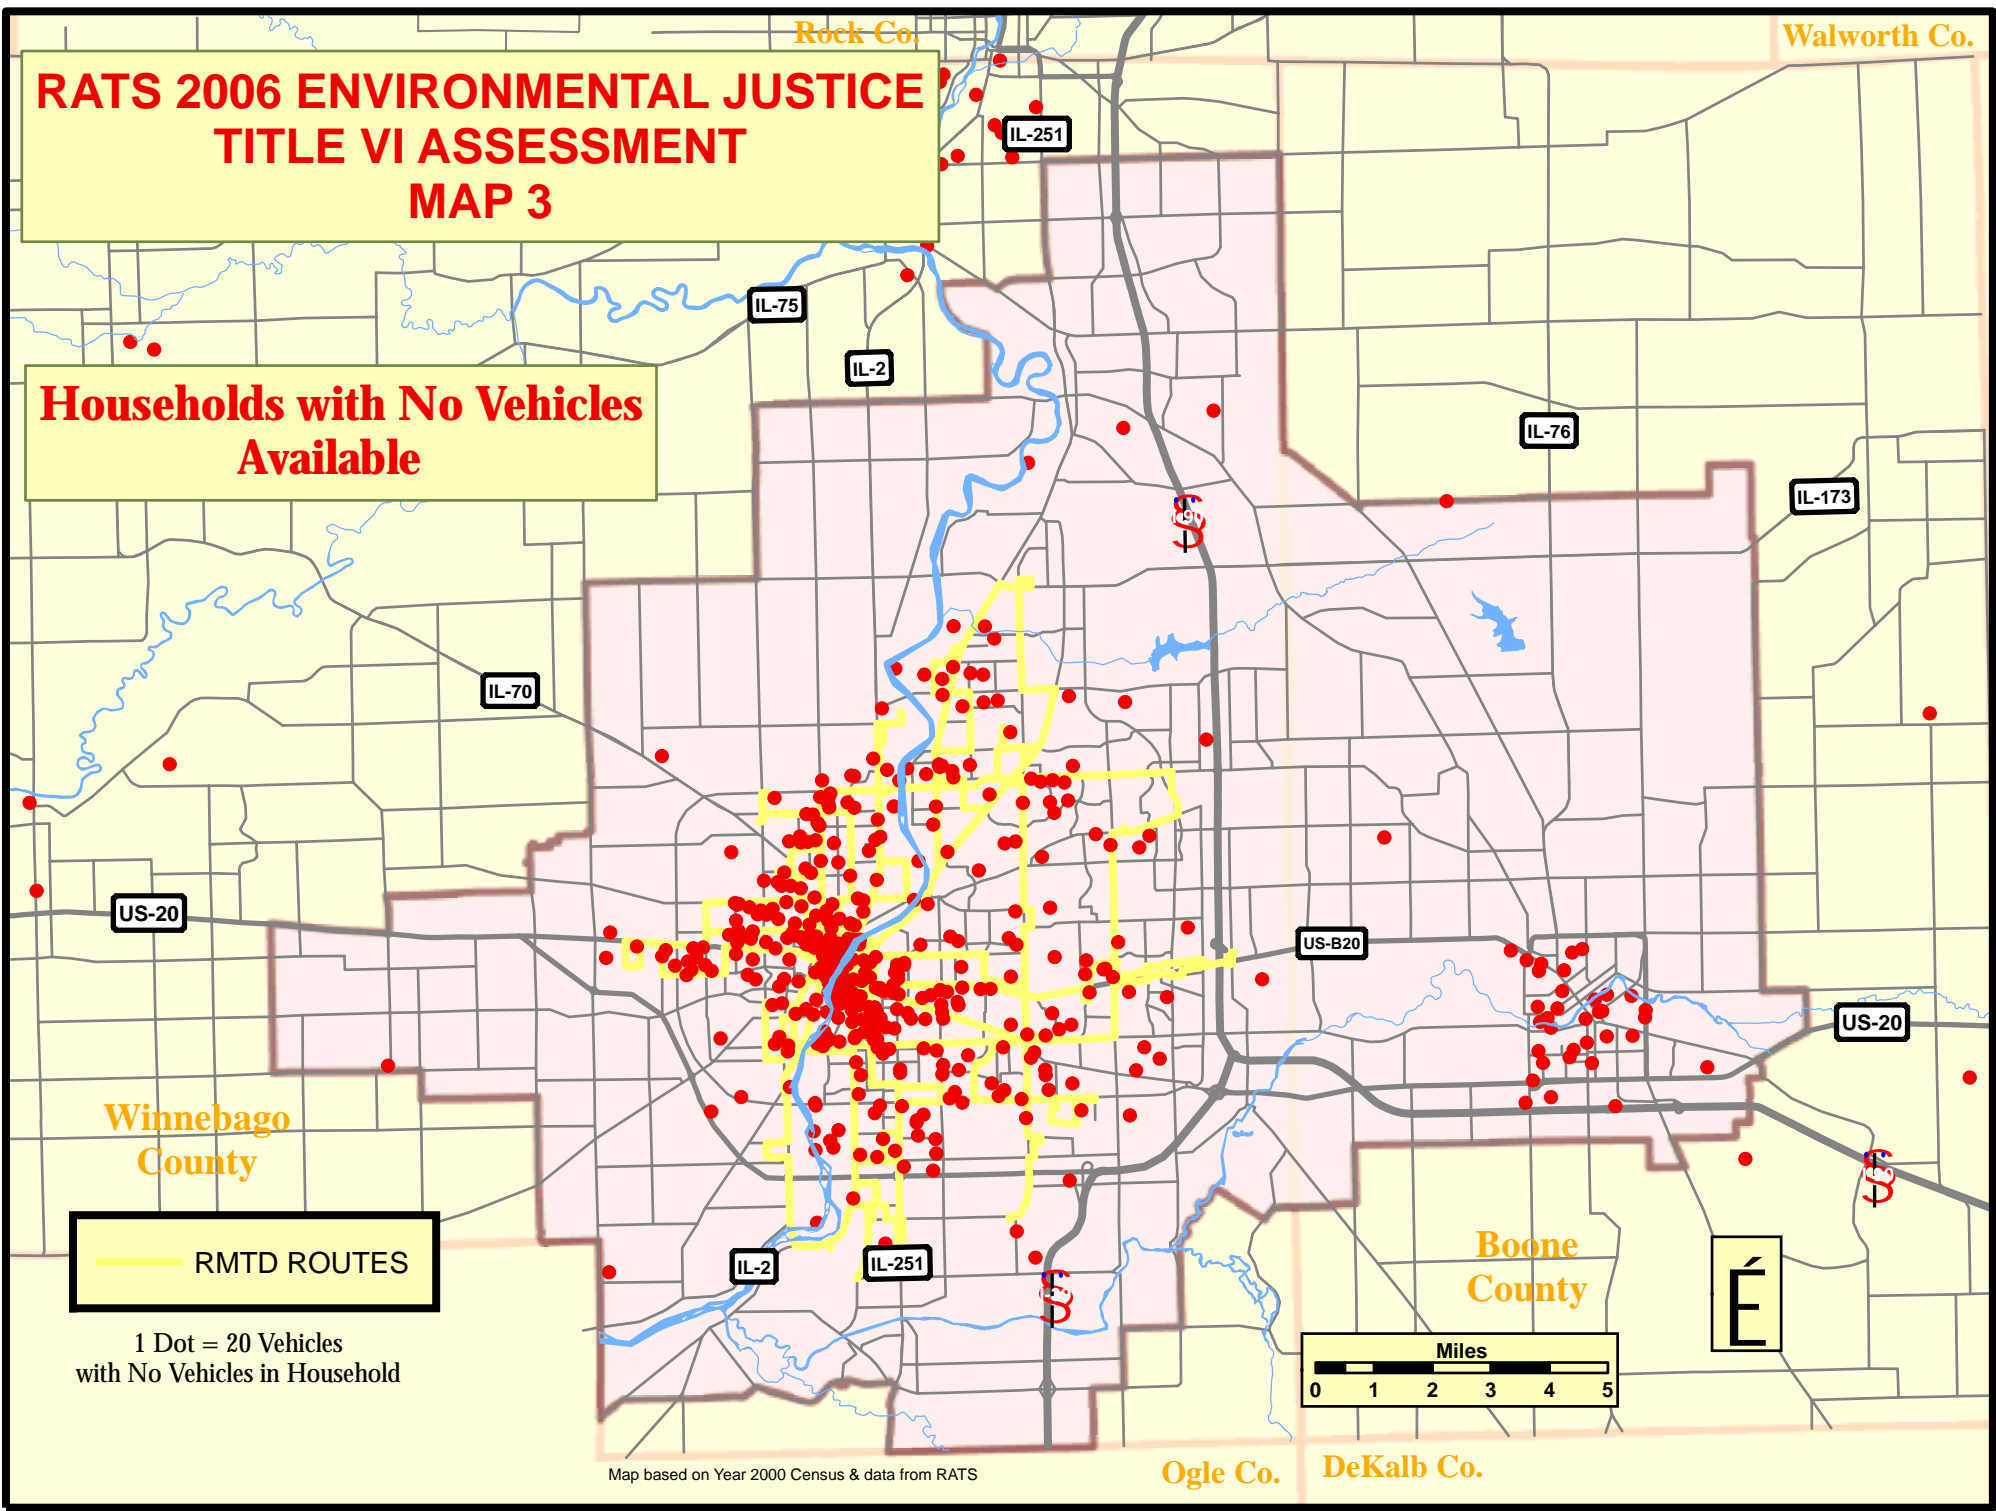 Rock Co.
Walworth Co.
RATS 2006 ENVIRONMENTAL JUSTICE
TITLE VI ASSESSMENT
MAP 3
IL-251
IL-75
IL-2
Households with No Vehicles
Available
IL-76
IL-173
IL-70
US-20
US-B20
US-20
Winnebago
County
RMTD ROUTES
IL-2
IL-251
Boone
County
É
1 Dot = 20 Vehicles
with No Vehicles in Household
Miles
0 1 2 3 4 5
Map based on Year 2000 Census & data from RATS
Ogle Co.
DeKalb Co.